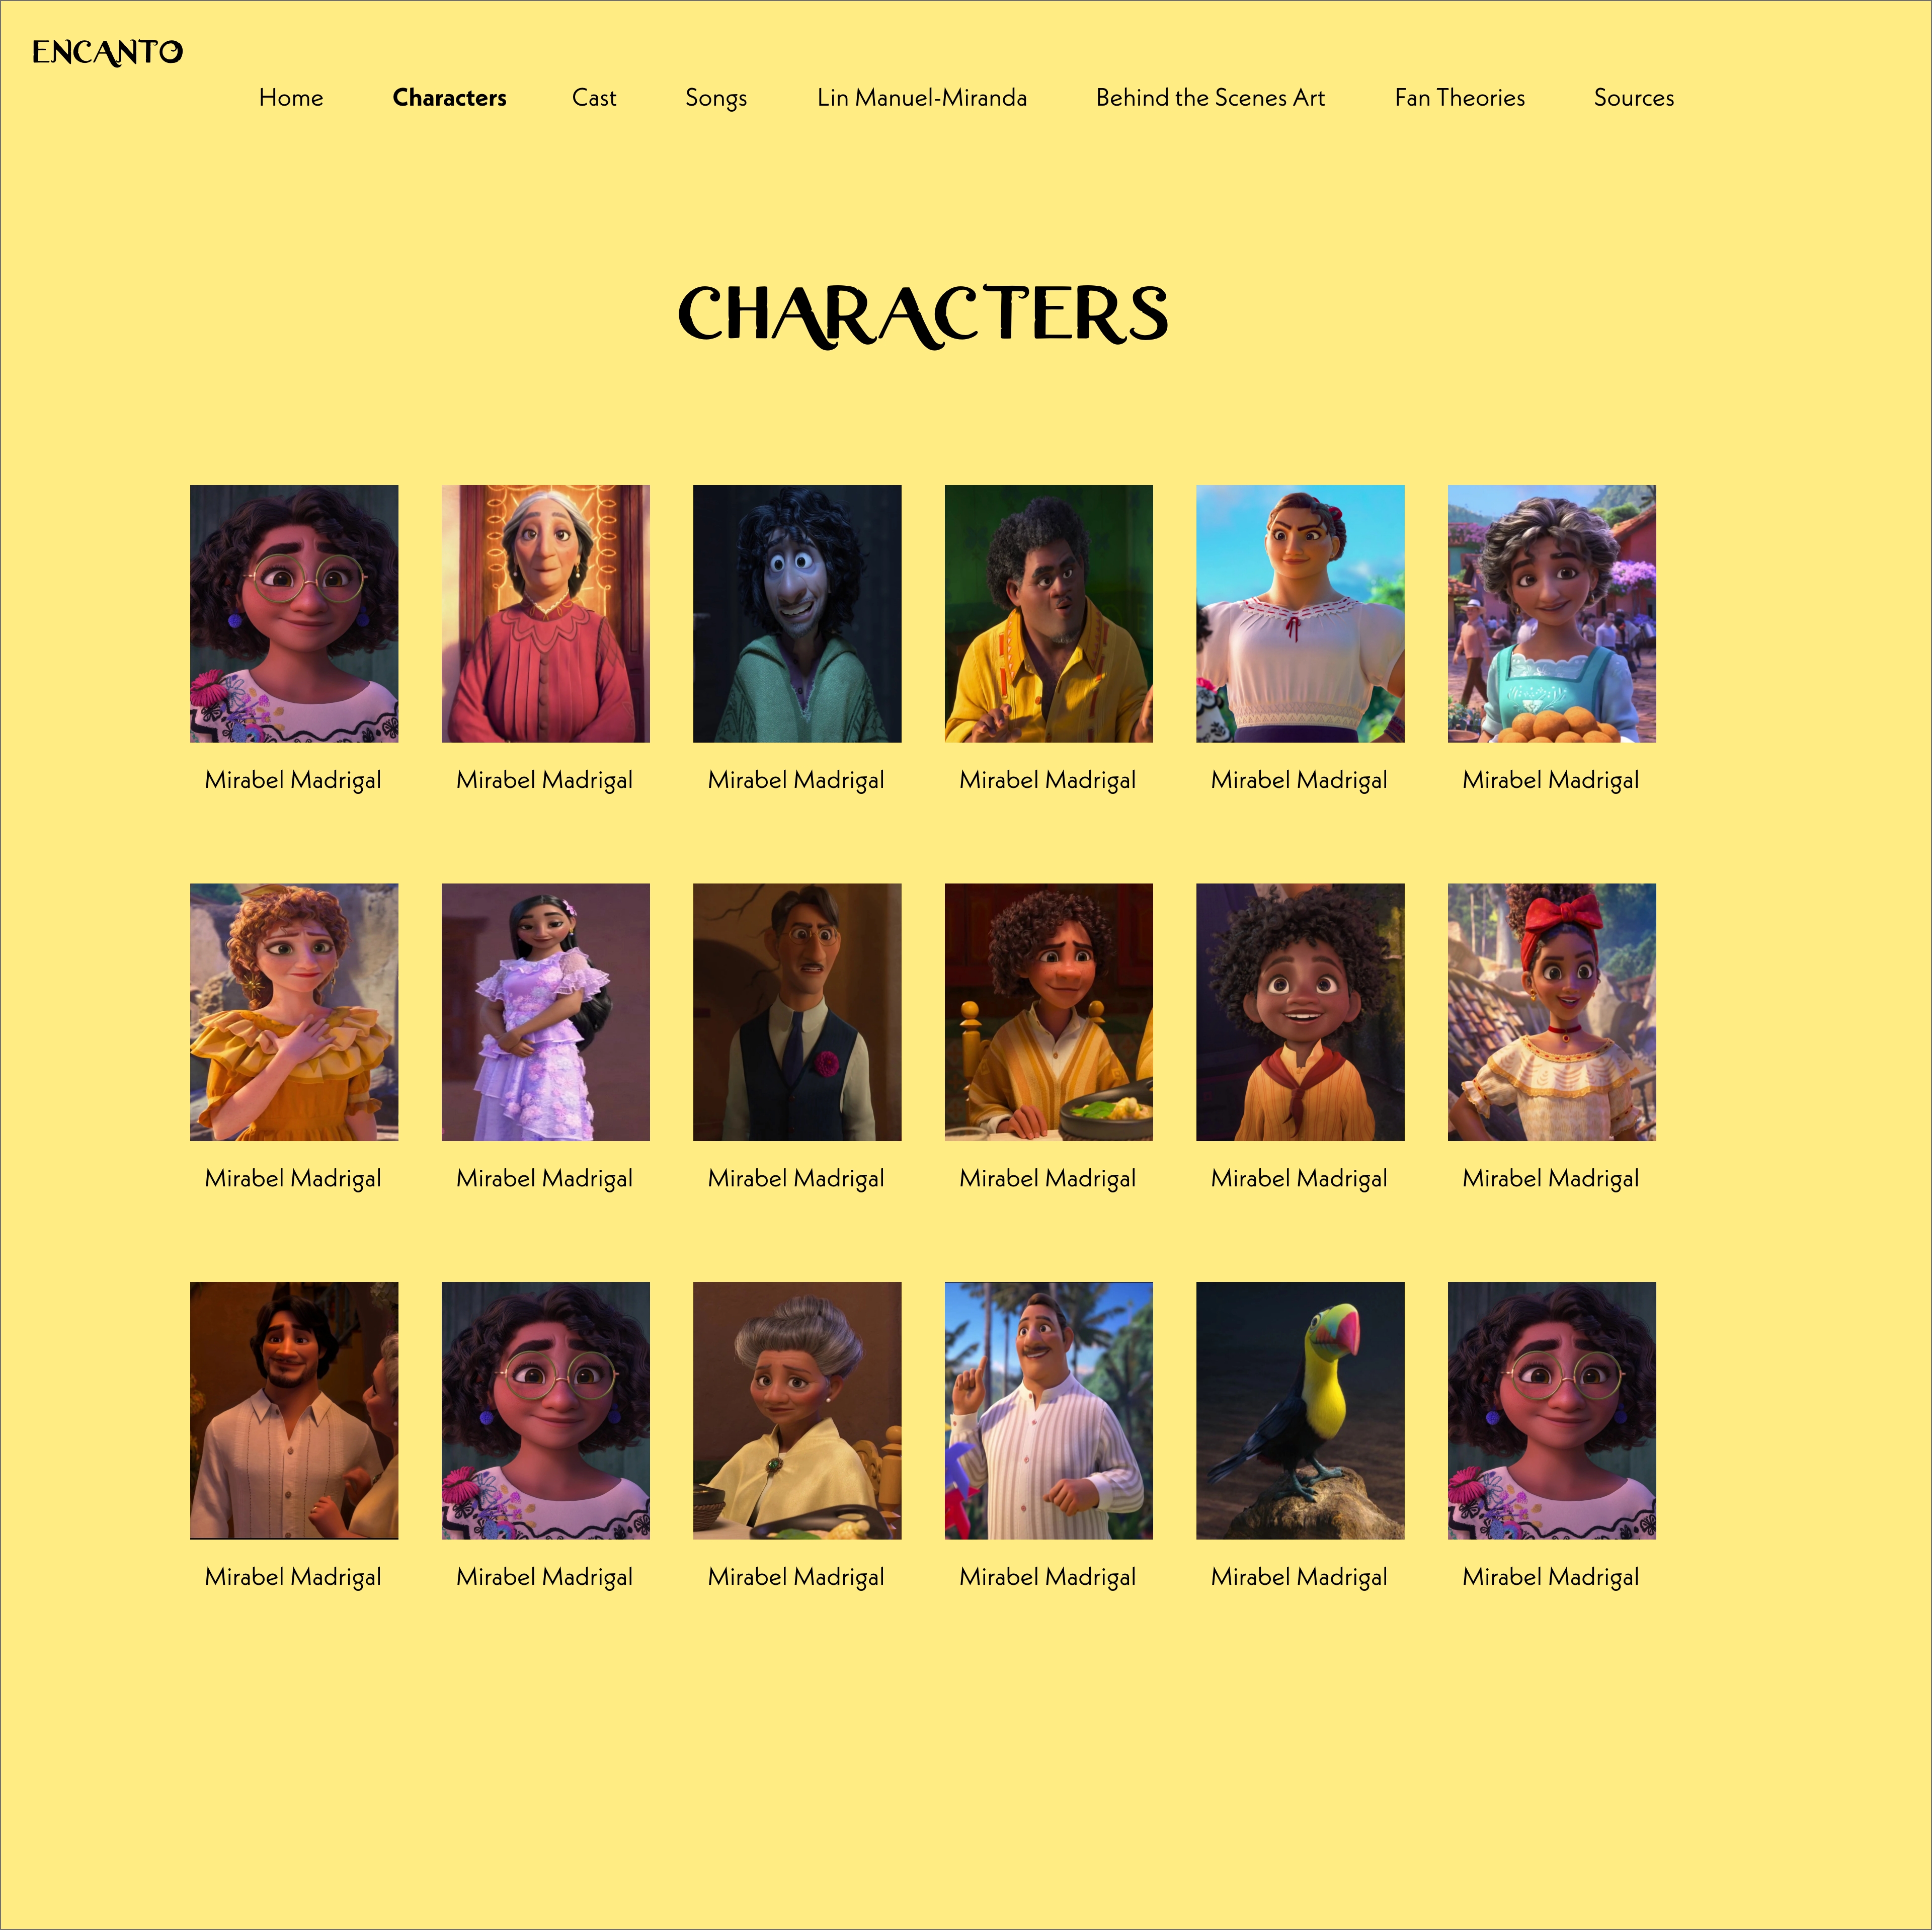 ENCANTO
Home Characters Cast Songs Lin Manuel-Miranda Behind the Scenes Art Fan Theories Sources
CHARACTERS
Mirabel Madrigal Mirabel Madrigal Mirabel Madrigal Mirabel Madrigal Mirabel Madrigal Mirabel Madrigal
Mirabel Madrigal Mirabel Madrigal Mirabel Madrigal Mirabel Madrigal Mirabel Madrigal Mirabel Madrigal
Mirabel Madrigal Mirabel Madrigal Mirabel Madrigal Mirabel Madrigal Mirabel Madrigal Mirabel Madrigal